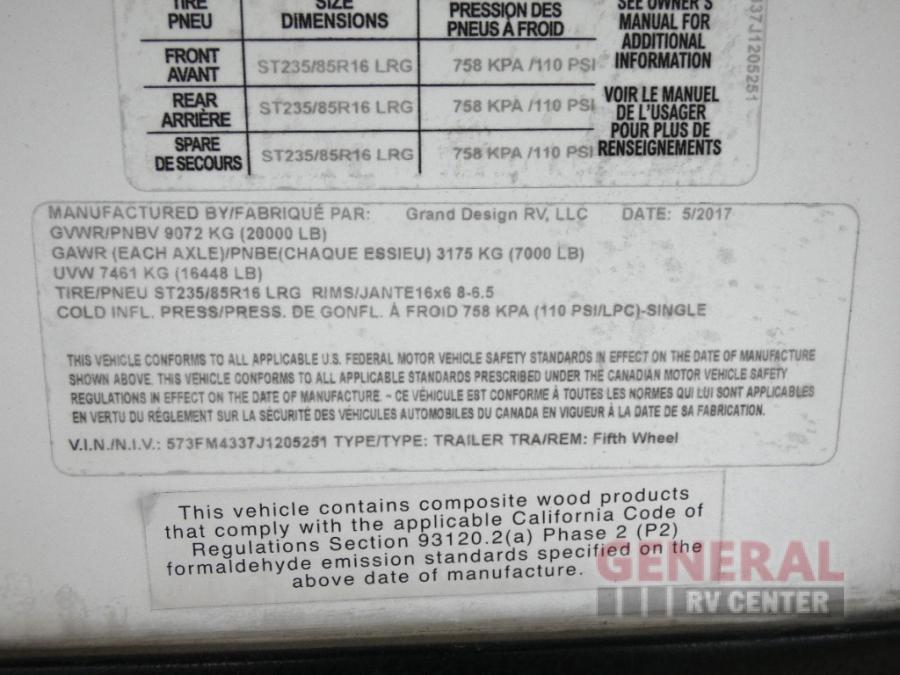 TIRE SIZE PRESSION DES SEE OWNER'S
PNEU DIMENSIONS PNEUS À FROID MANUAL FOR
ADDITIONAL
INFORMATION
FRONT
AVANT ST235/85R16 LRG 758 KPA /110 PSI
REAR
ARRIÈRE ST235/85R16 LRG 758 KPA /110 PSI
SPARE
DE SECOURS ST235/85R16 LRG 758 KPA /110 PSI
VOIR LE MANUEL
DE L'USAGER
POUR PLUS DE
RENSEIGNEMENTS
337J1205251
MANUFACTURED BY/FABRIQUÉ PAR: Grand Design RV, LLC DATE: 5/2017
GVWR/PNBV 9072 KG (20000 LB)
GAWR (EACH AXLE)/PNBE(CHAQUE ESSIEU) 3175 KG (7000 LB)
UVW 7461 KG (16448 LB)
TIRE/PNEU ST235/85R16 LRG RIMS/JANTE16x6 8-6.5
COLD INFL. PRESS/PRESS. DE GONFL. À FROID 758 KPA (110 PSI/LPC)-SINGLE
THIS VEHICLE CONFORMS TO ALL APPLICABLE U.S. FEDERAL MOTOR VEHICLE SAFETY STANDARDS IN EFFECT ON THE DATE OF MANUFACTURE
SHOWN ABOVE. THIS VEHICLE CONFORMS TO ALL APPLICABLE STANDARDS PRESCRIBED UNDER THE CANADIAN MOTOR VEHICLE SAFETY
REGULATIONS IN EFFECT ON THE DATE OF MANUFACTURE. - CE VÉHICULE EST CONFORME À TOUTES LES NORMES QUI LUI SONT APPLICABLES
EN VERTU DU RÉGLEMENT SUR LA SÉCURITÉ DES VÉHICULES AUTOMOBILES DU CANADA EN VIGUEUR À LA DATE DE SA FABRICATION.
V.I.N./N.I.V.: 573FM4337J1205251 TYPE/TYPE: TRAILER TRA/REM: Fifth Wheel
This vehicle contains composite wood products
that comply with the applicable California Code of
Regulations Section 93120.2(a) Phase 2 (P2)
formaldehyde emission standards specified on the
above date of manufacture.
GENERAL
RV CENTER